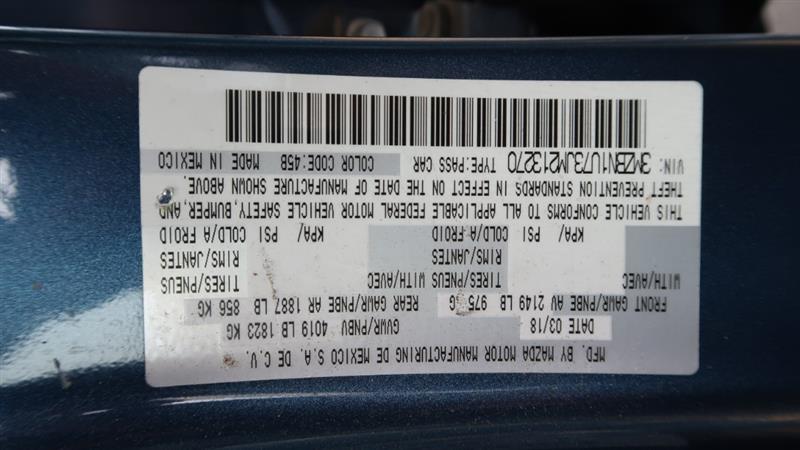 MFD. BY MAZDA MOTOR MANUFACTURING DE MEXICO S.A. DE C.V.
DATE 03/18 GVWR/PNBV 4019 LB 1823 KG
FRONT GAWR/PNBE AV 2149 LB 975 KG REAR GAWR/PNBE AR 1887 LB 856 KG
WITH/AVEC TIRES/PNEUS WITH/AVEC TIRES/PNEUS
RIMS/JANTES RIMS/JANTES
KPA/ PSI COLD/A FROID KPA/ PSI COLD/A FROID
THIS VEHICLE CONFORMS TO ALL APPLICABLE FEDERAL MOTOR VEHICLE SAFETY, BUMPER, AND
THEFT PREVENTION STANDARDS IN EFFECT ON THE DATE OF MANUFACTURE SHOWN ABOVE.
VIN: 3MZBN1U73JM213270 TYPE:PASS CAR COLOR CODE:45B MADE IN MEXICO